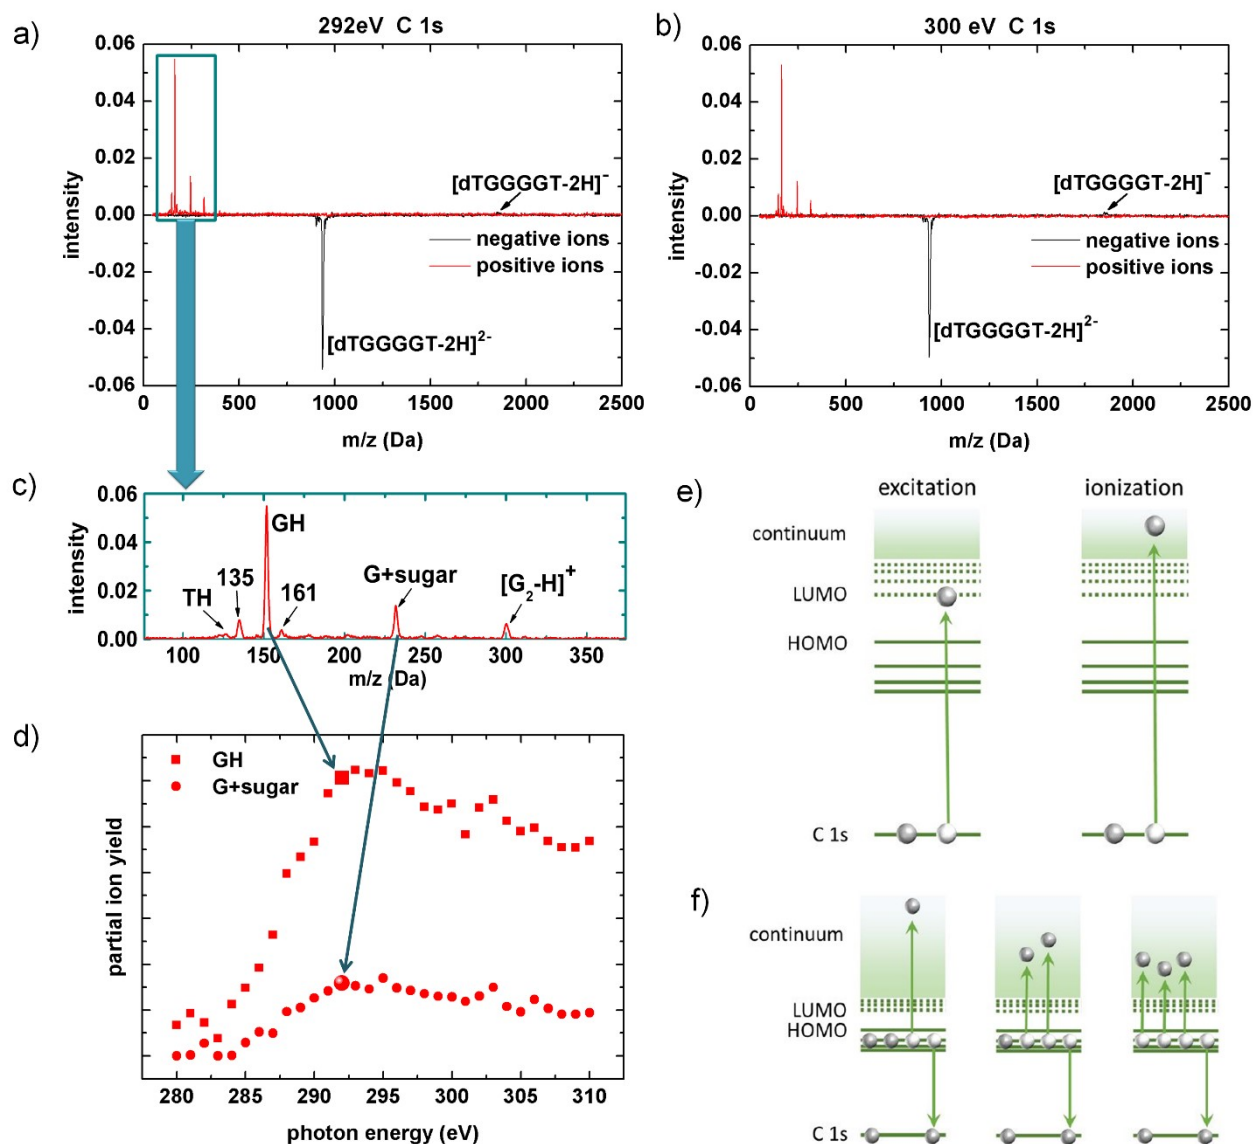 a)
292eV C 1s
0.06
0.04
0.02
0.00
-0.02
-0.04
-0.06
intensity
[dTGGGGT-2H]⁻
negative ions
positive ions
[dTGGGGT-2H]²⁻
0 500 1000 1500 2000 2500
m/z (Da)
b)
300 eV C 1s
0.06
0.04
0.02
0.00
-0.02
-0.04
-0.06
intensity
[dTGGGGT-2H]⁻
negative ions
positive ions
[dTGGGGT-2H]²⁻
0 500 1000 1500 2000 2500
m/z (Da)
c)
0.06
0.04
0.02
0.00
intensity
GH
TH
135
161
G+sugar
[G₂-H]⁺
100 150 200 250 300 350
m/z (Da)
d)
GH
G+sugar
partial ion yield
280 285 290 295 300 305 310
photon energy (eV)
e)
excitation ionization
continuum
LUMO
HOMO
C 1s
f)
continuum
LUMO
HOMO
C 1s